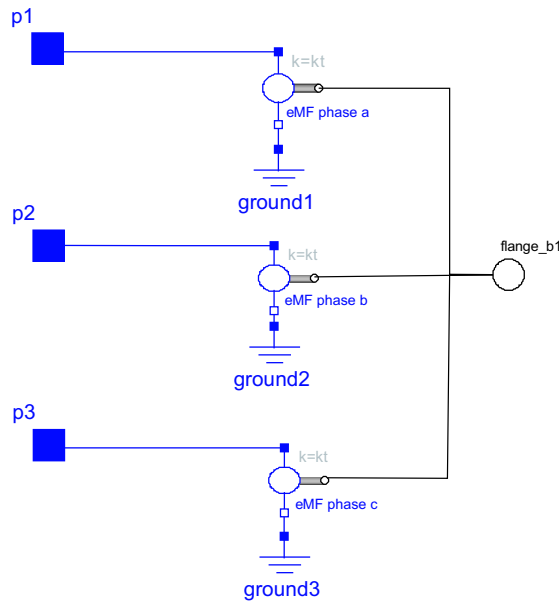 p1
k=kt
eMF phase a
ground1
p2
k=kt
flange_b1
eMF phase b
ground2
p3
k=kt
eMF phase c
ground3